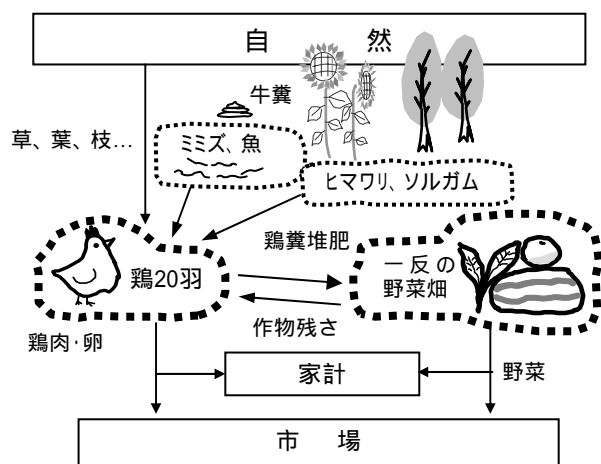 自 然
牛糞
草、葉、枝…
ミミズ、魚
ヒマワリ、ソルガム
鶏糞堆肥
鶏20羽
一反の
野菜畑
作物残さ
鶏肉･卵
家計
野菜
市 場